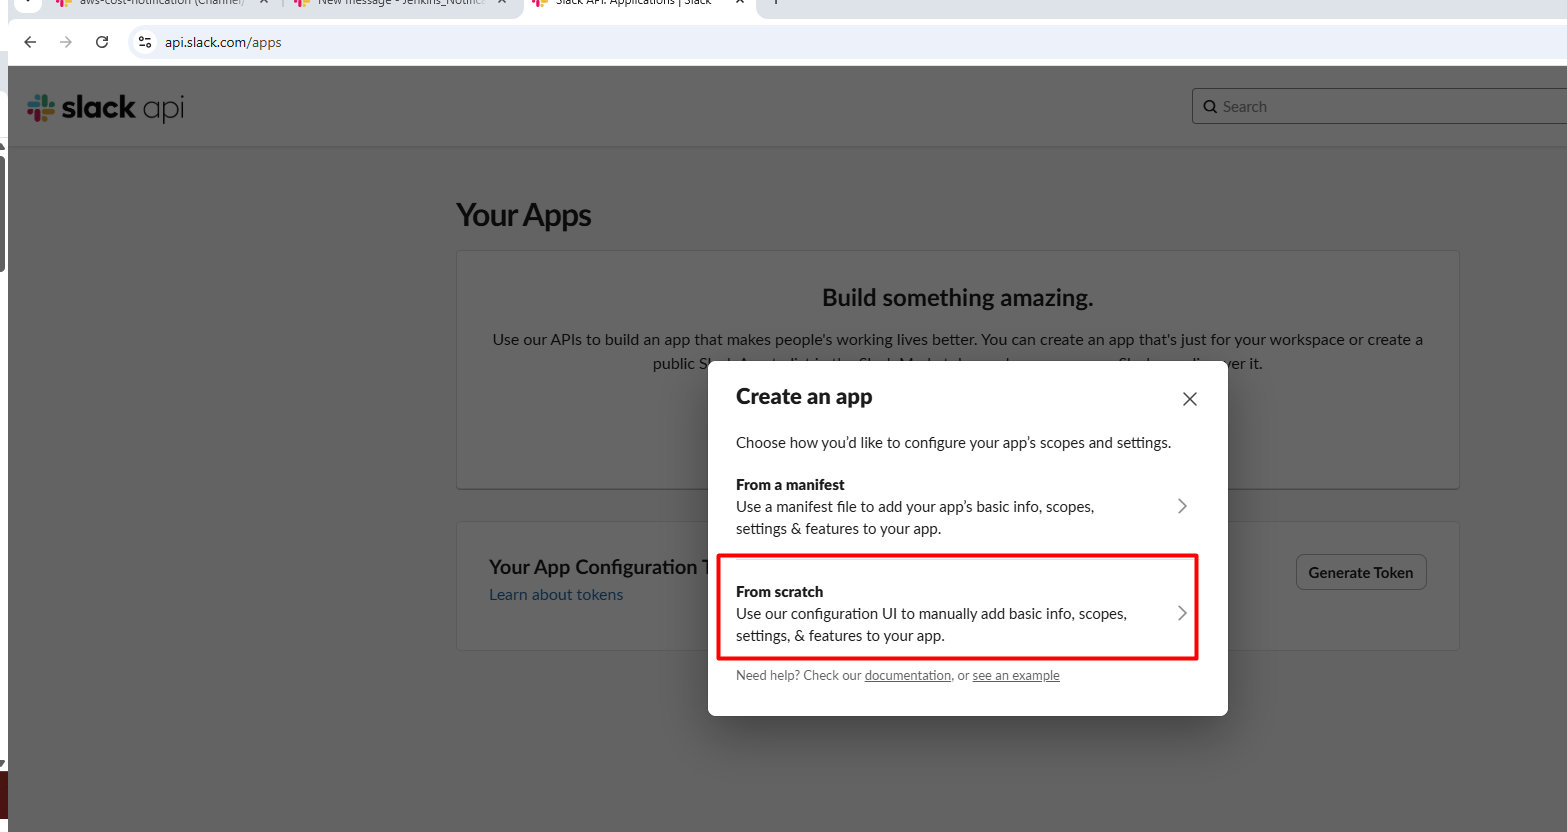 aws-cost-notification (Channel)
New message - Jenkins_Notific
Slack API: Applications | Slack
api.slack.com/apps
slack api
Search
Your Apps
Build something amazing.
Use our APIs to build an app that makes people's working lives better. You can create an app that's just for your workspace or create a
public
er it.
Create an app
Choose how you’d like to configure your app’s scopes and settings.
From a manifest
Use a manifest file to add your app’s basic info, scopes,
settings & features to your app.
Your App Configuration
Learn about tokens
Generate Token
From scratch
Use our configuration UI to manually add basic info, scopes,
settings, & features to your app.
Need help? Check our documentation, or see an example